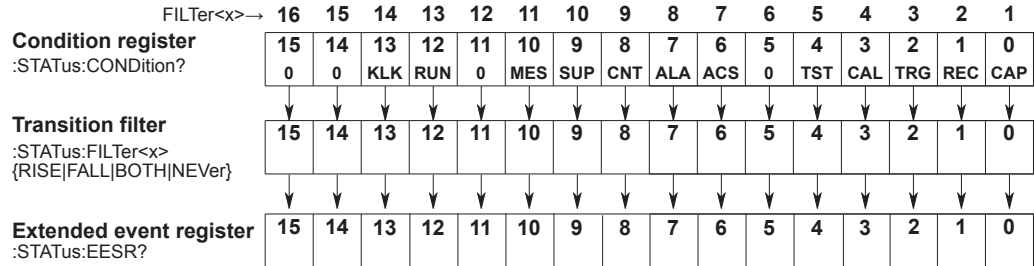 FILTer<x>→ 16 15 14 13 12 11 10 9 8 7 6 5 4 3 2 1
Condition register
:STATus:CONDition?
15 14 13 12 11 10 9 8 7 6 5 4 3 2 1 0
0 0 KLK RUN 0 MES SUP CNT ALA ACS 0 TST CAL TRG REC CAP
Transition filter
:STATus:FILTer<x>
{RISE|FALL|BOTH|NEVer}
15 14 13 12 11 10 9 8 7 6 5 4 3 2 1 0
Extended event register
:STATus:EESR?
15 14 13 12 11 10 9 8 7 6 5 4 3 2 1 0